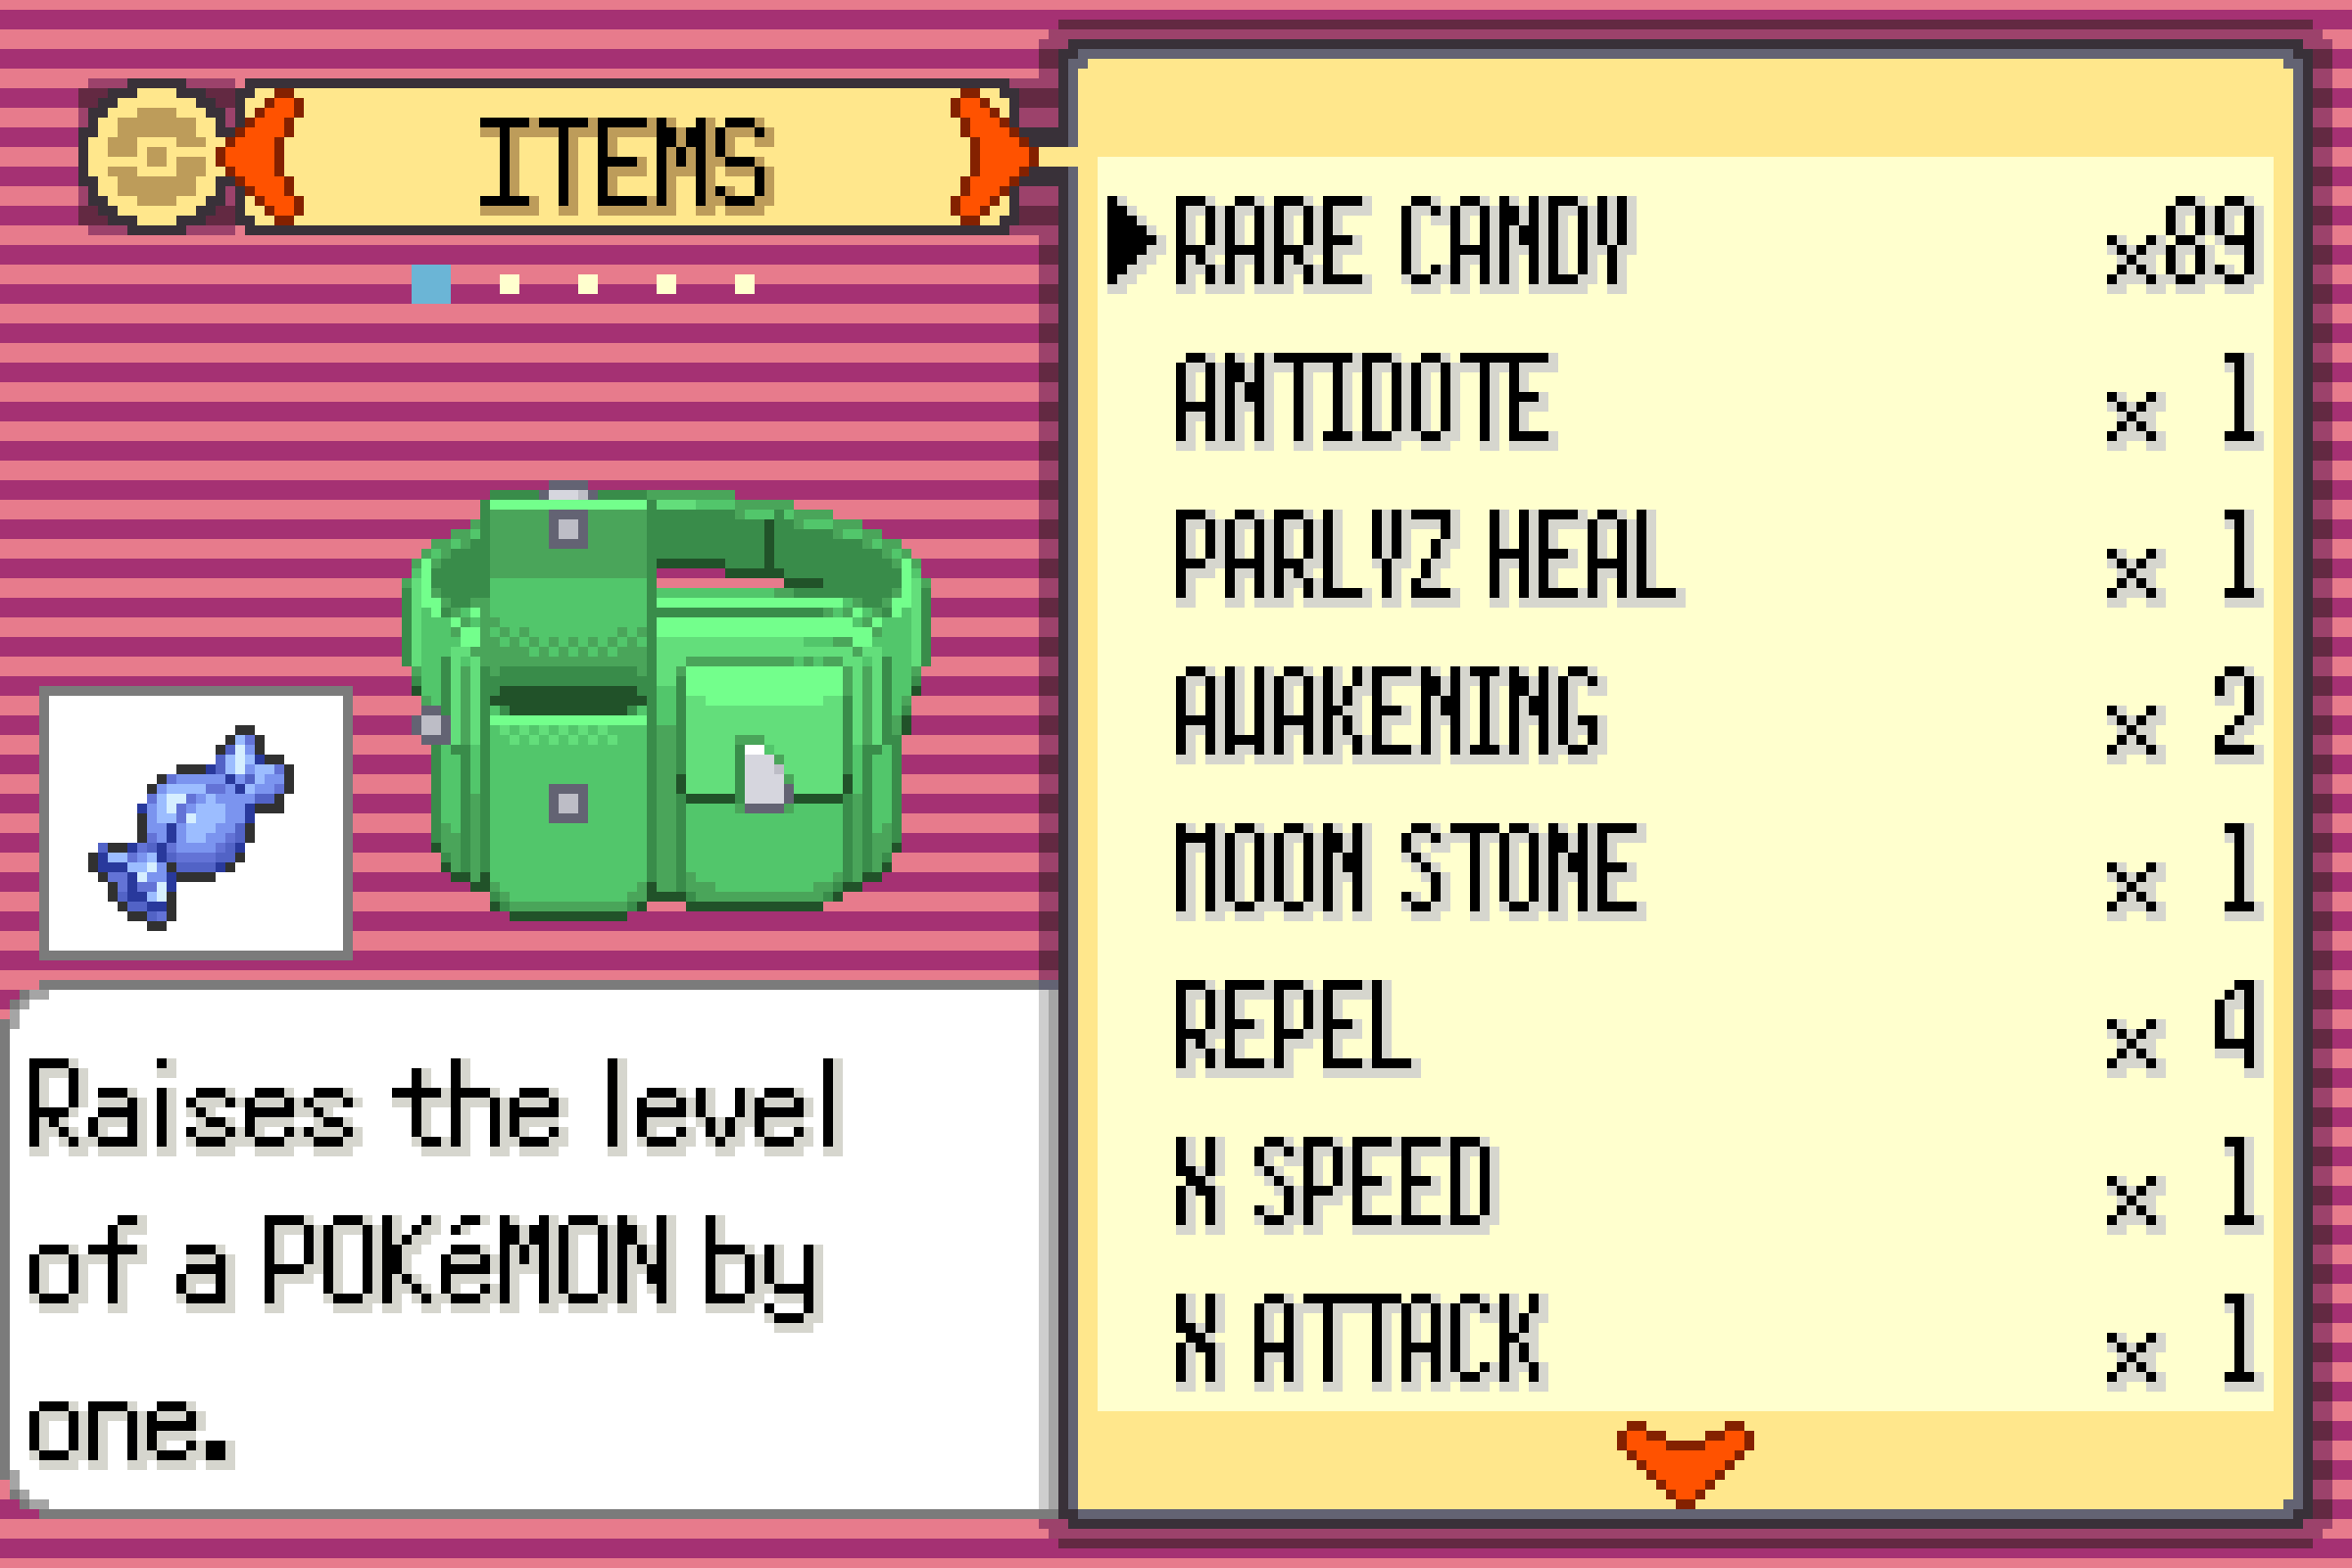 ITEMS
RARE CANDY ×89
ANTIDOTE × 1
PARLYZ HEAL × 1
AWAKENING × 2
MOON STONE × 1
REPEL × 4
X SPEED × 1
X ATTACK × 1
Raises the level
of a POKéMON by
one.